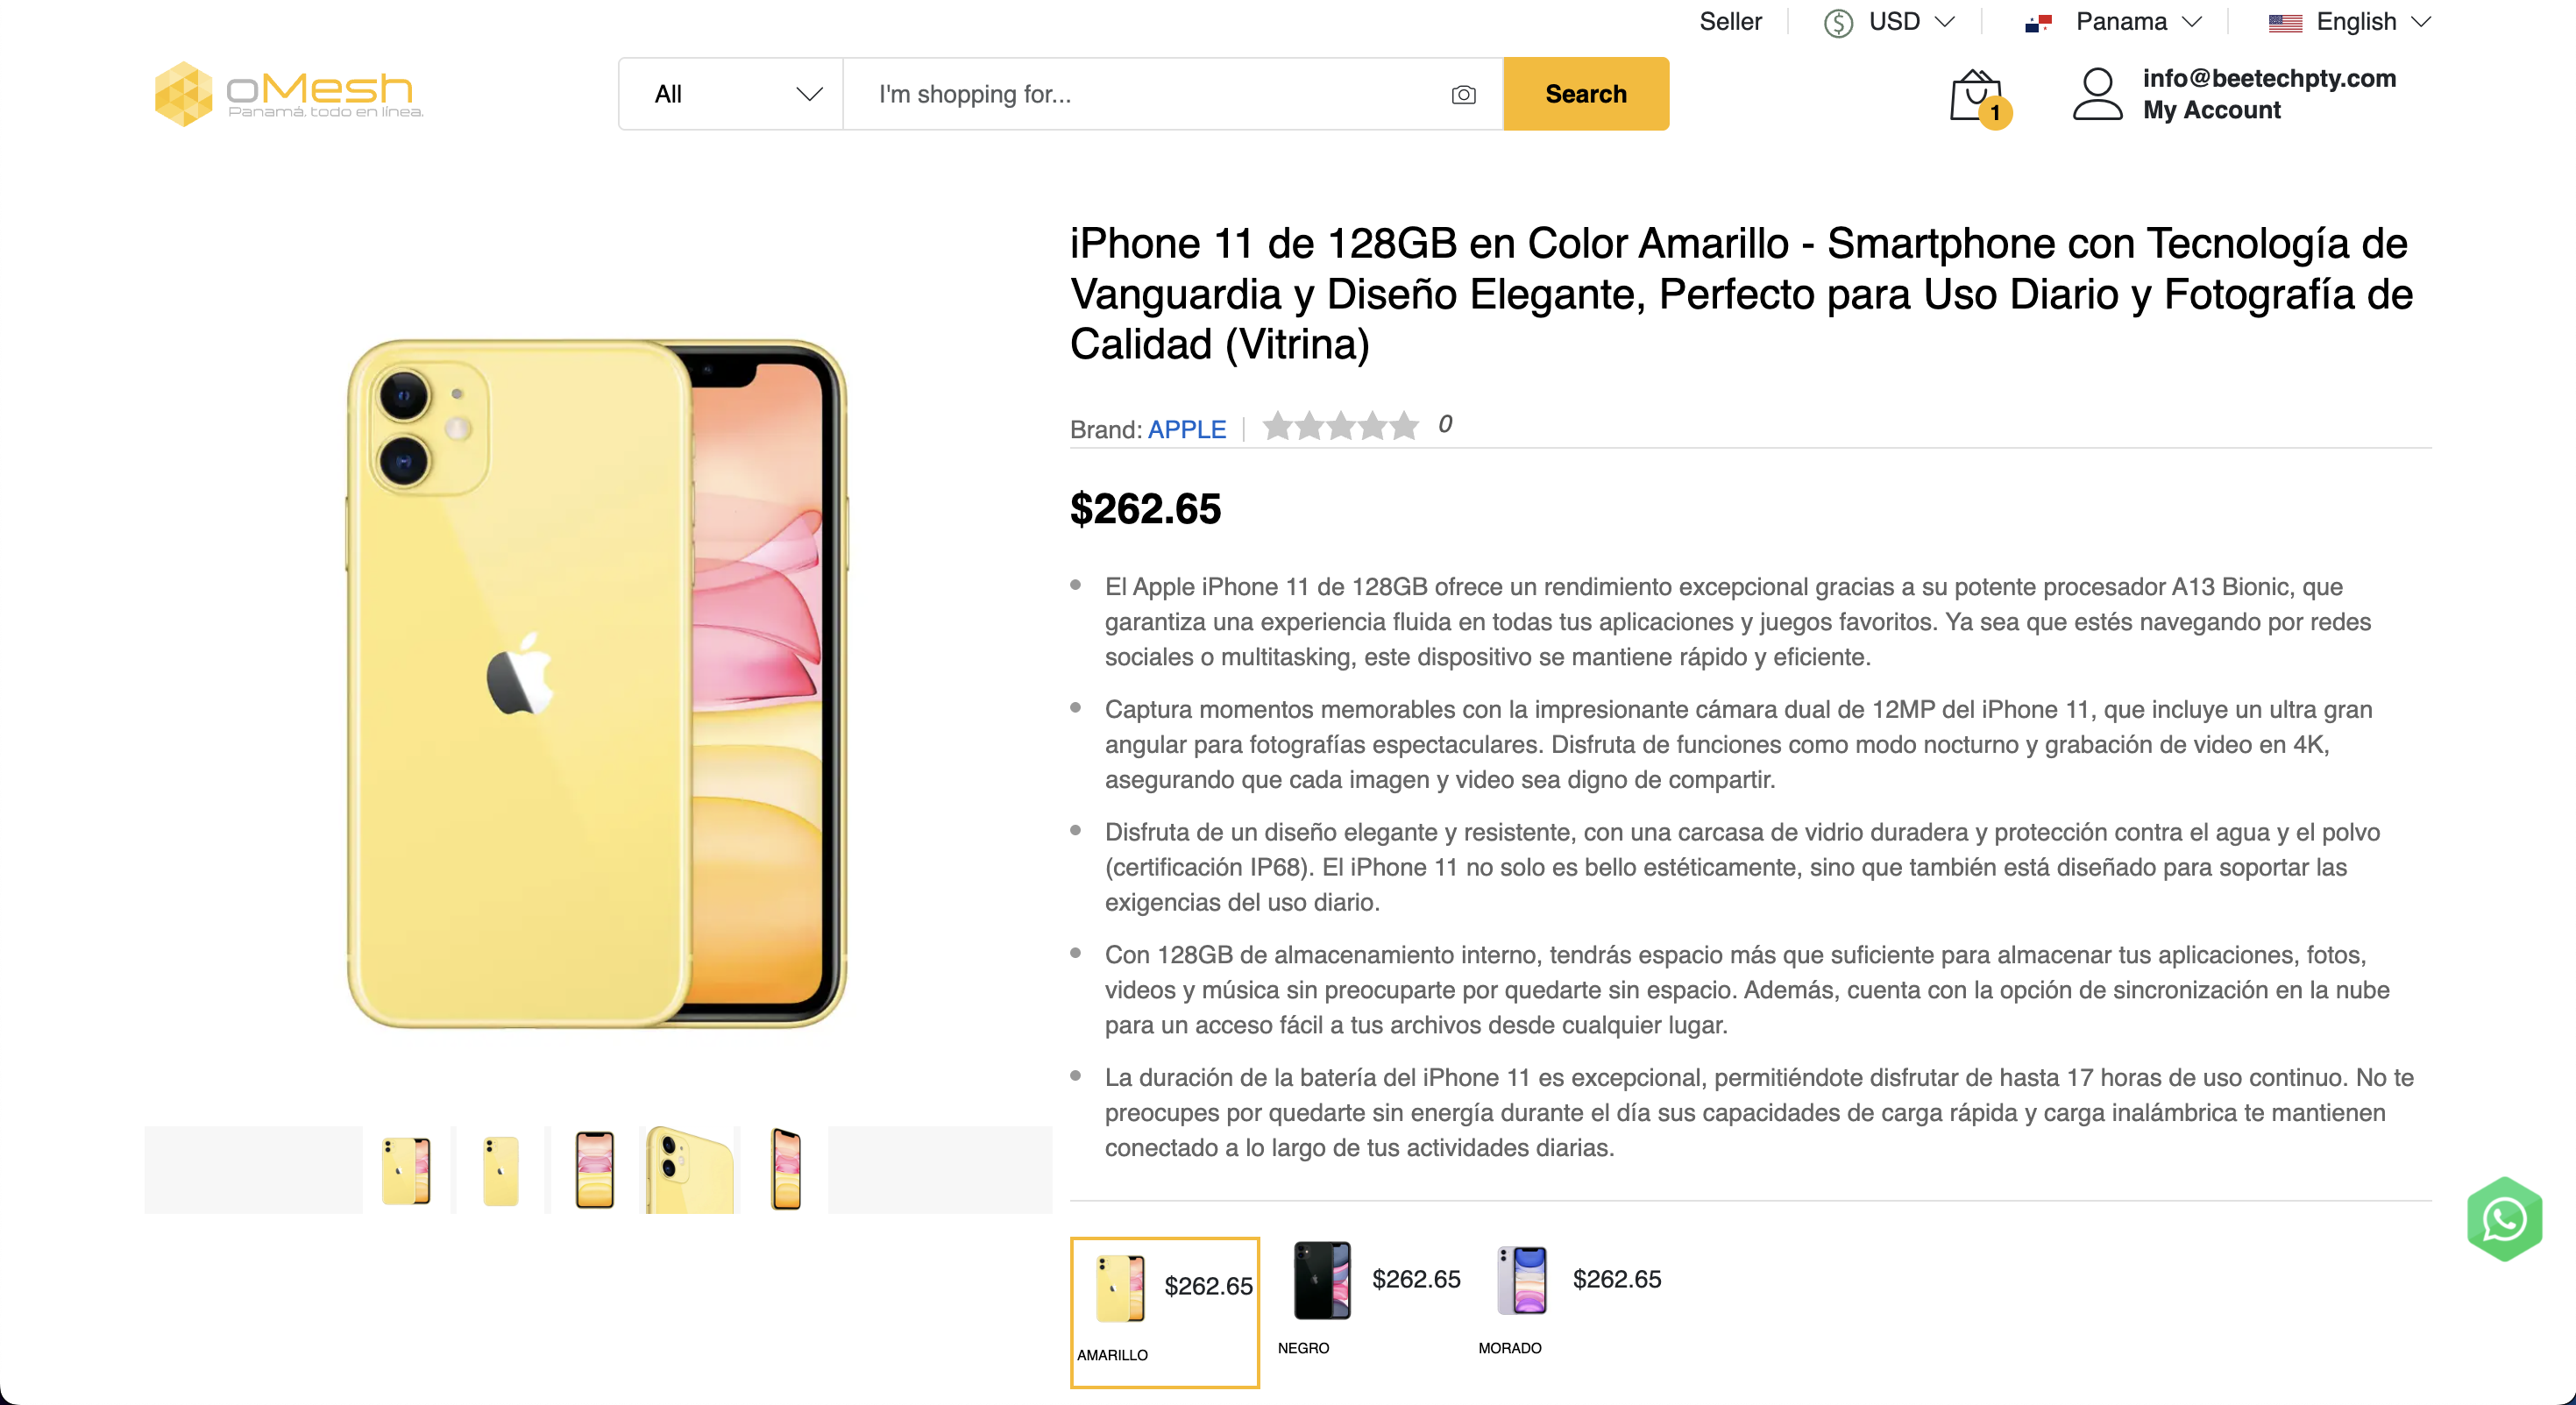 Seller
USD
Panama
English
oMesh
Panamá. todo en línea.
All
I'm shopping for...
Search
1
info@beetechpty.com
My Account
iPhone 11 de 128GB en Color Amarillo - Smartphone con Tecnología de
Vanguardia y Diseño Elegante, Perfecto para Uso Diario y Fotografía de
Calidad (Vitrina)
Brand: APPLE
0
$262.65
El Apple iPhone 11 de 128GB ofrece un rendimiento excepcional gracias a su potente procesador A13 Bionic, que
garantiza una experiencia fluida en todas tus aplicaciones y juegos favoritos. Ya sea que estés navegando por redes
sociales o multitasking, este dispositivo se mantiene rápido y eficiente.
Captura momentos memorables con la impresionante cámara dual de 12MP del iPhone 11, que incluye un ultra gran
angular para fotografías espectaculares. Disfruta de funciones como modo nocturno y grabación de video en 4K,
asegurando que cada imagen y video sea digno de compartir.
Disfruta de un diseño elegante y resistente, con una carcasa de vidrio duradera y protección contra el agua y el polvo
(certificación IP68). El iPhone 11 no solo es bello estéticamente, sino que también está diseñado para soportar las
exigencias del uso diario.
Con 128GB de almacenamiento interno, tendrás espacio más que suficiente para almacenar tus aplicaciones, fotos,
videos y música sin preocuparte por quedarte sin espacio. Además, cuenta con la opción de sincronización en la nube
para un acceso fácil a tus archivos desde cualquier lugar.
La duración de la batería del iPhone 11 es excepcional, permitiéndote disfrutar de hasta 17 horas de uso continuo. No te
preocupes por quedarte sin energía durante el día sus capacidades de carga rápida y carga inalámbrica te mantienen
conectado a lo largo de tus actividades diarias.
$262.65
AMARILLO
$262.65
NEGRO
$262.65
MORADO